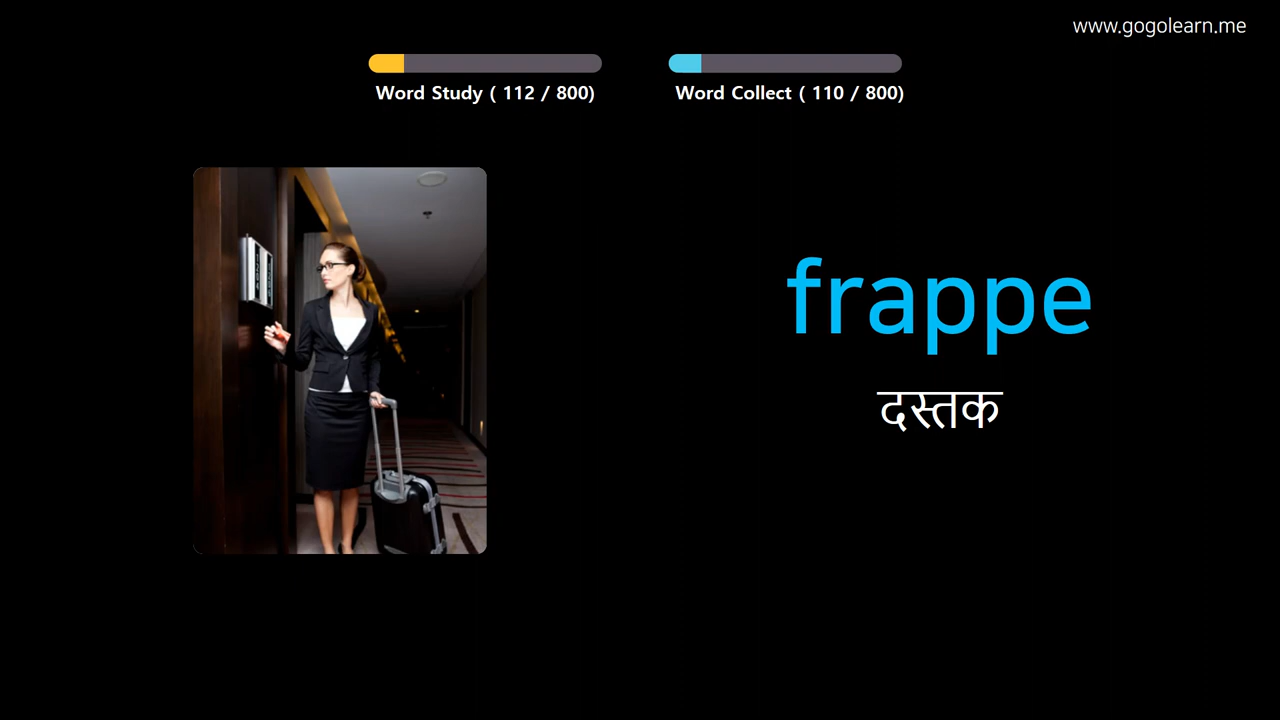 www.gogolearn.me
Word Study ( 112 / 800)
Word Collect ( 110 / 800)
frappe
दस्तक